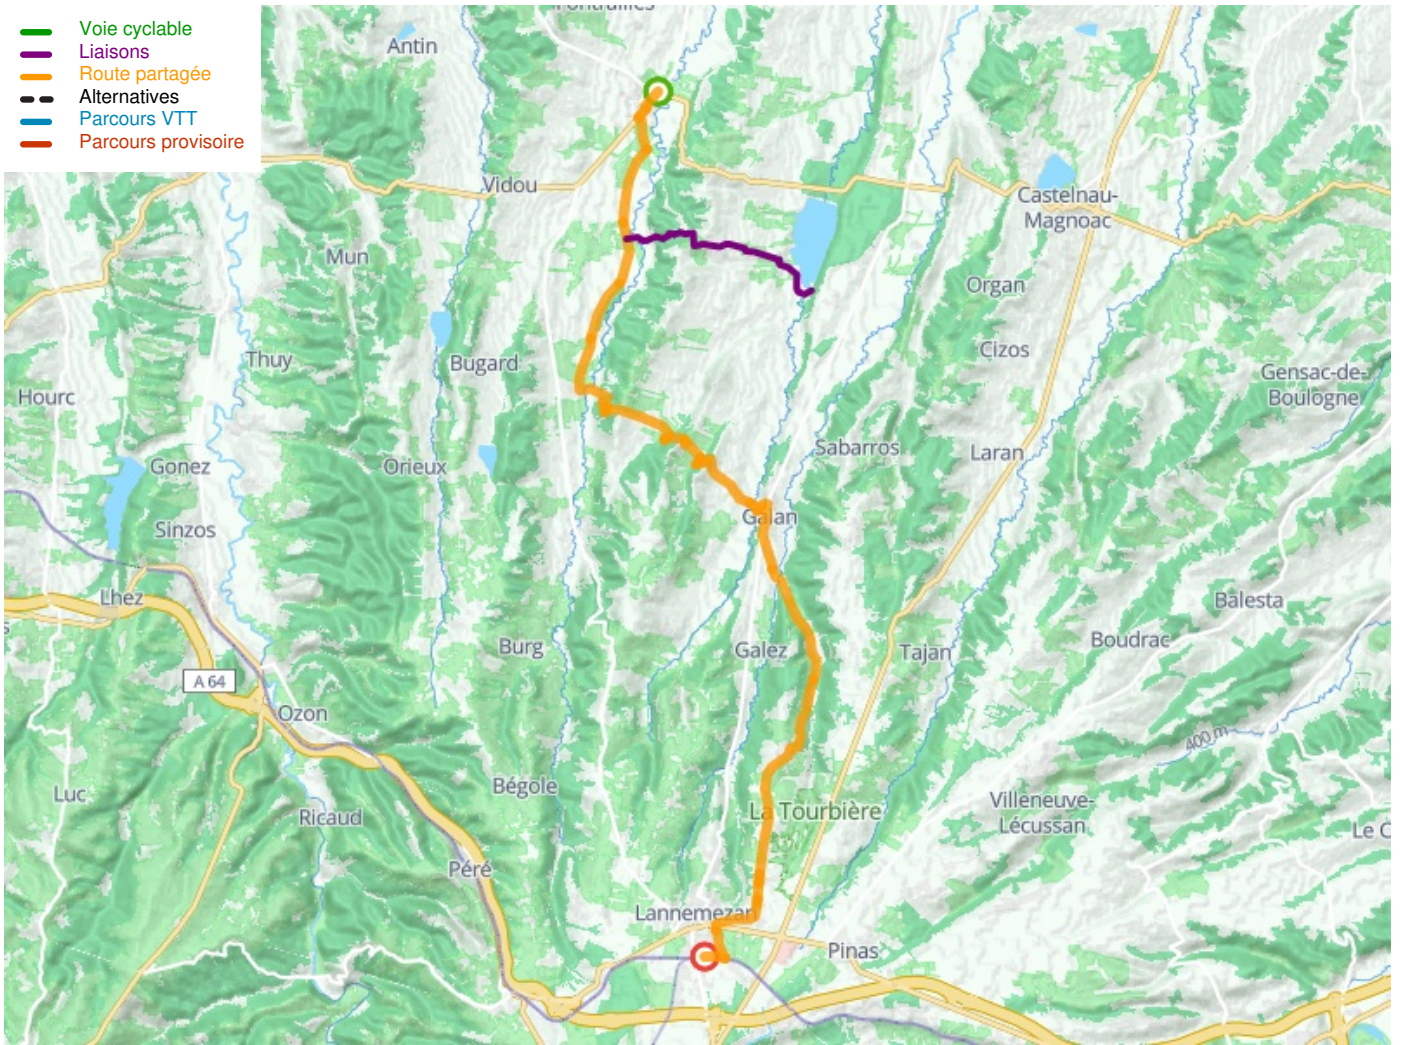 Voie cyclable
Liaisons
Route partagée
Alternatives
Parcours VTT
Parcours provisoire
Antin
Vidou
Castelnau-
Magnoac
Mun
Organ
Thuy
Bugard
Cizos
Hourc
Gensac-de-
Boulogne
Gonez
Orieux
Sabarros
Laran
Sinzos
Galan
Lhez
Balesta
Burg
Galez
Tajan
Boudrac
A 64
Ozon
400 m
Luc
Bégole
Ricaud
La Tourbière
Villeneuve-
Lécussan
Le C
Péré
Lannemezan
Pinas